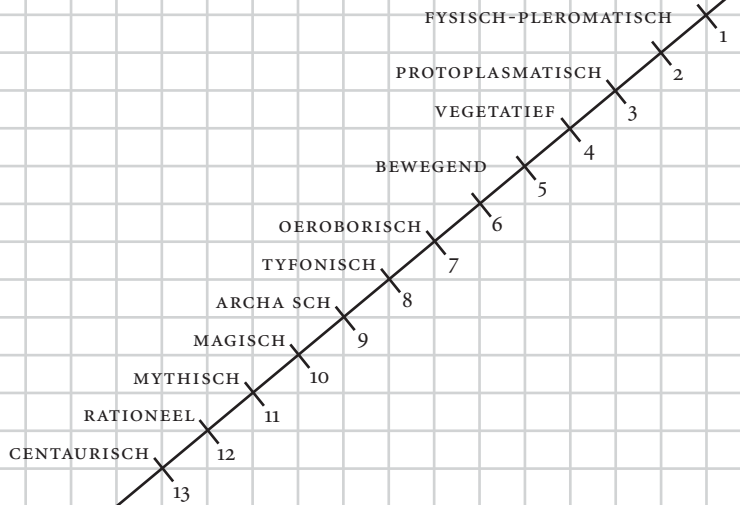 FYSISCH-PLEROMATISCH
1
2
PROTOPLASMATISCH
3
VEGETATIEF
4
BEWEGEND
5
6
OEROBORISCH
7
TYFONISCH
8
ARCHA SCH
9
MAGISCH
10
MYTHISCH
11
RATIONEEL
12
CENTAURISCH
13